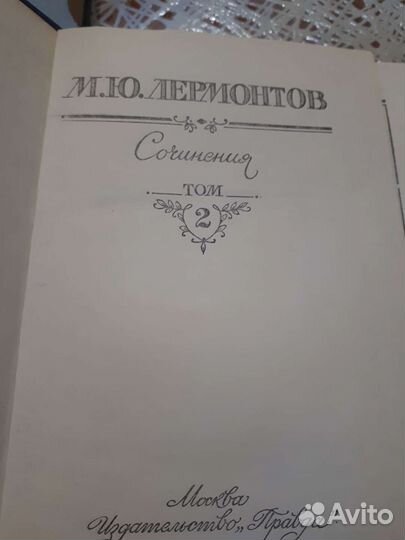 М.Ю. ЛЕРМОНТОВ
Сочинения
ТОМ
2
Москва
Издательство „Правда"
Avito